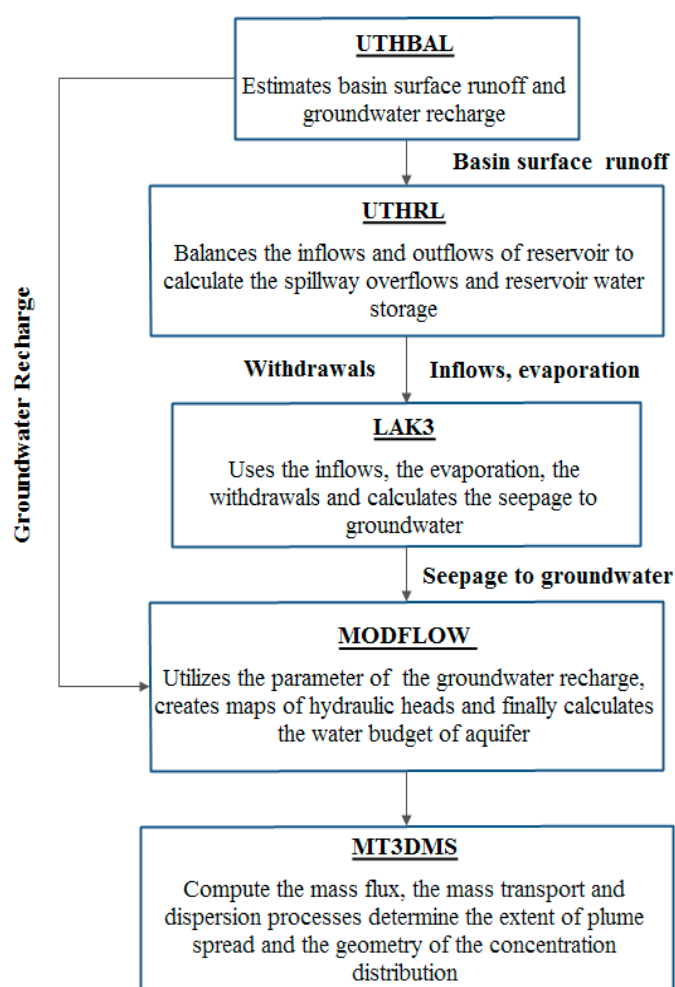 UTHBAL
Estimates basin surface runoff and
groundwater recharge
Basin surface runoff
UTHRL
Balances the inflows and outflows of reservoir to
calculate the spillway overflows and reservoir water
storage
Withdrawals
Inflows, evaporation
LAK3
Uses the inflows, the evaporation, the
withdrawals and calculates the seepage to
groundwater
Seepage to groundwater
Groundwater Recharge
MODFLOW
Utilizes the parameter of the groundwater recharge,
creates maps of hydraulic heads and finally calculates
the water budget of aquifer
MT3DMS
Compute the mass flux, the mass transport and
dispersion processes determine the extent of plume
spread and the geometry of the concentration
distribution